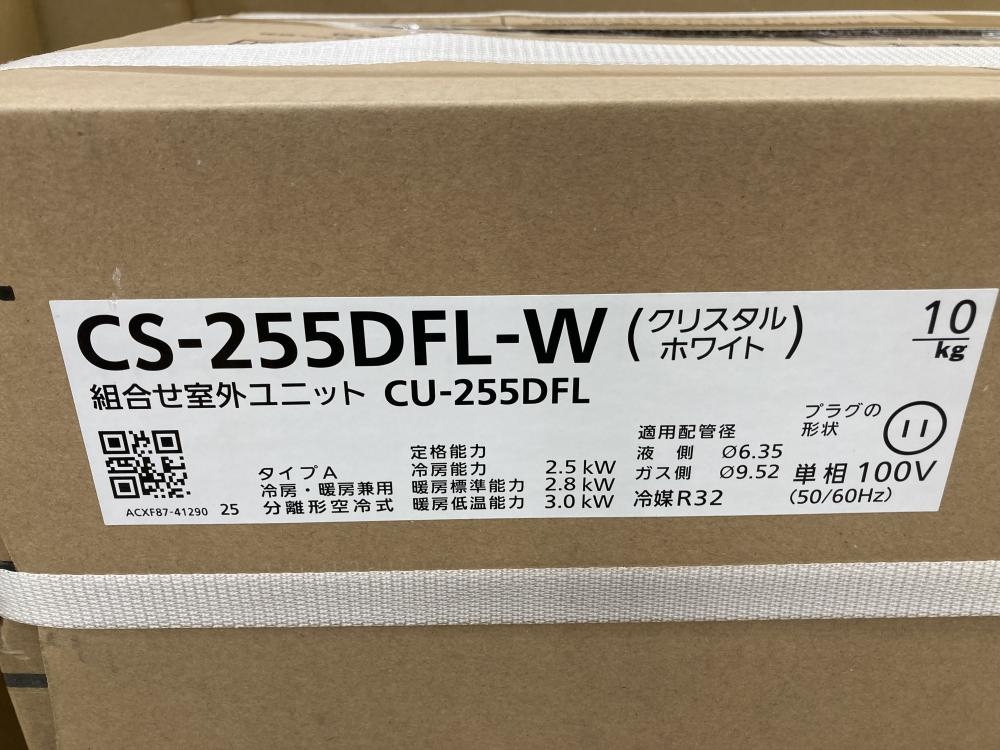 CS-255DFL-W (クリスタルホワイト)
10
kg
組合せ室外ユニット CU-255DFL
ACXF87-41290 25
タイプA
冷房・暖房兼用
分離形空冷式
定格能力
冷房能力 2.5 kW
暖房標準能力 2.8 kW
暖房低温能力 3.0 kW
適用配管径
液 側 Ø6.35
ガス側 Ø9.52
冷媒R32
プラグの
形状
単相 100V
(50/60Hz)